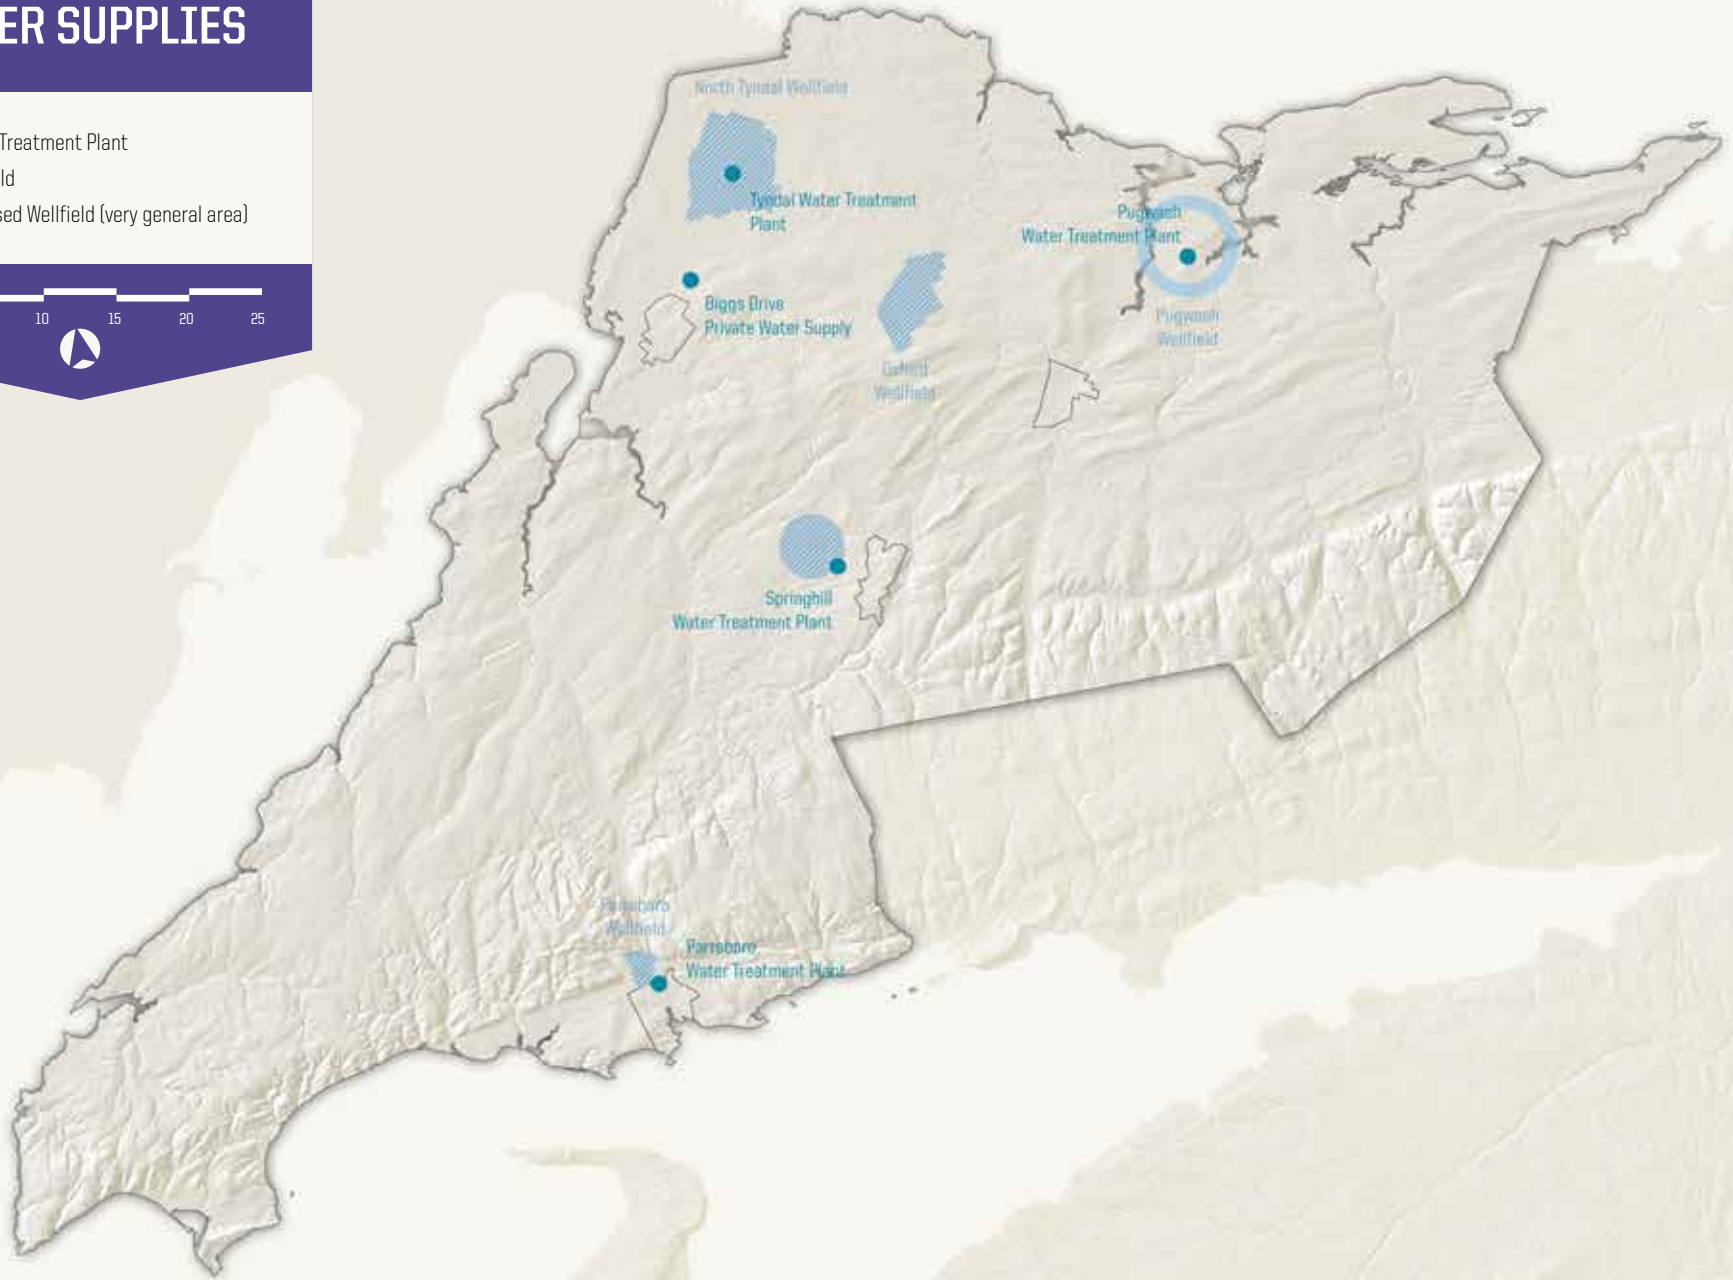 ER SUPPLIES
Treatment Plant
ld
sed Wellfield (very general area)
10 15 20 25
North Tyndal Wellfield
Tyndal Water Treatment
Plant
Pugwash
Water Treatment Plant
Biggs Drive
Private Water Supply
Pugwash
Wellfield
Oxford
Wellfield
Springhill
Water Treatment Plant
Parrsboro
Wellfield
Parrsboro
Water Treatment Plant